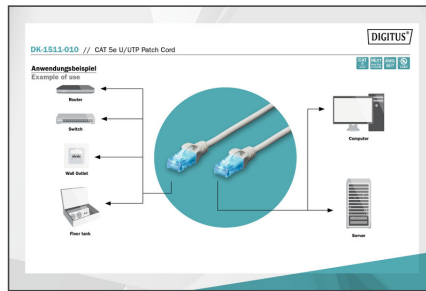 DIGITUS®
DK-1511-010 // CAT 5e U/UTP Patch Cord
Anwendungsbeispiel
Example of use
Router
Switch
Wall Outlet
Floor tank
Computer
Server